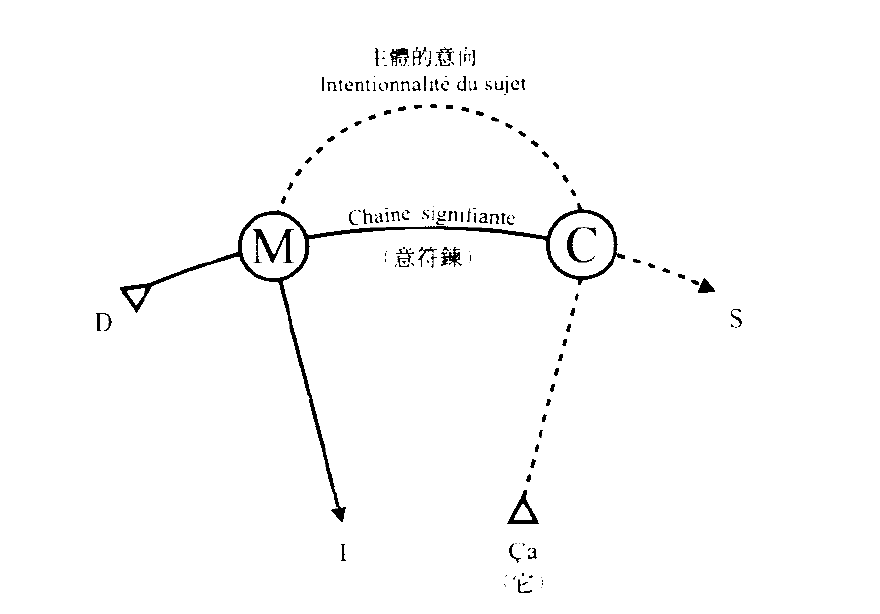 主體的意向
Intentionnalité du sujet
Chaîne signifiante
(意符鍊)
M
C
D
S
I
Ça
(它)